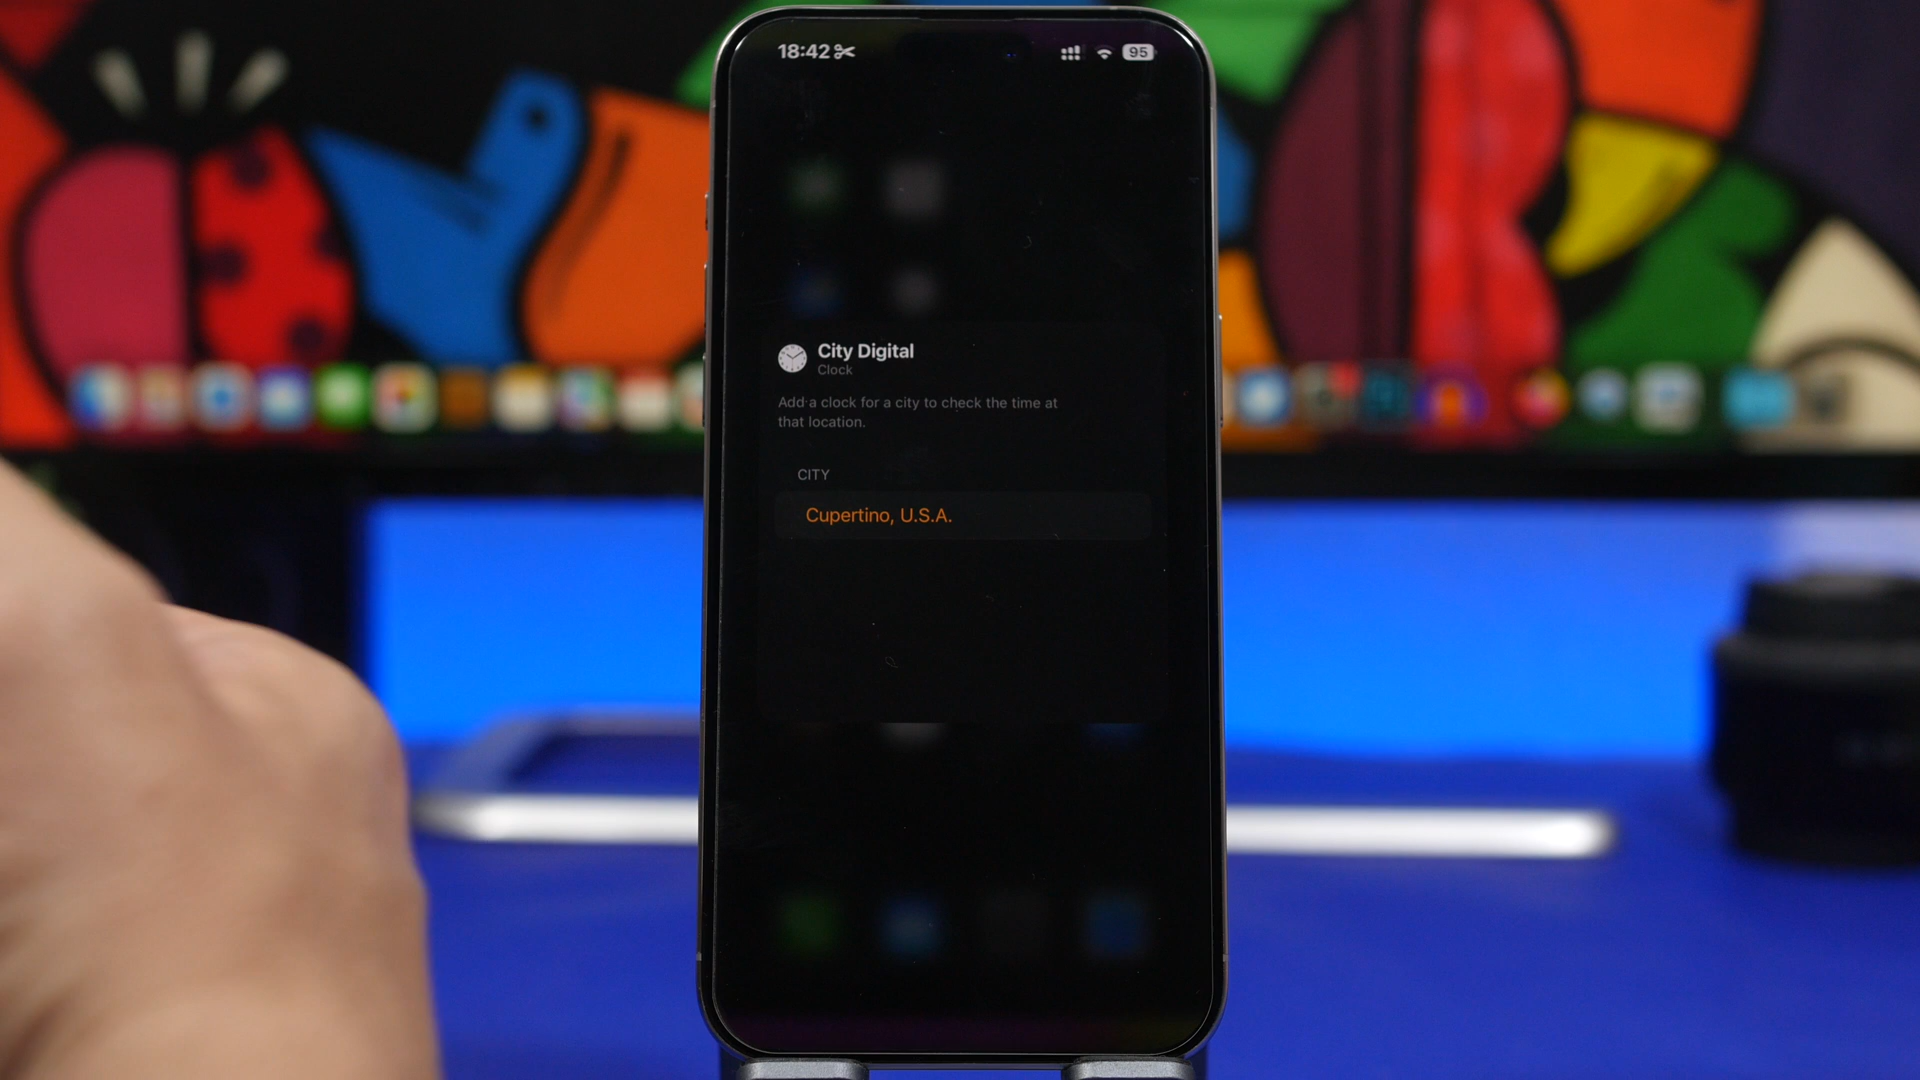 18:42
95
City Digital
Clock
Add a clock for a city to check the time at
that location.
CITY
Cupertino, U.S.A.